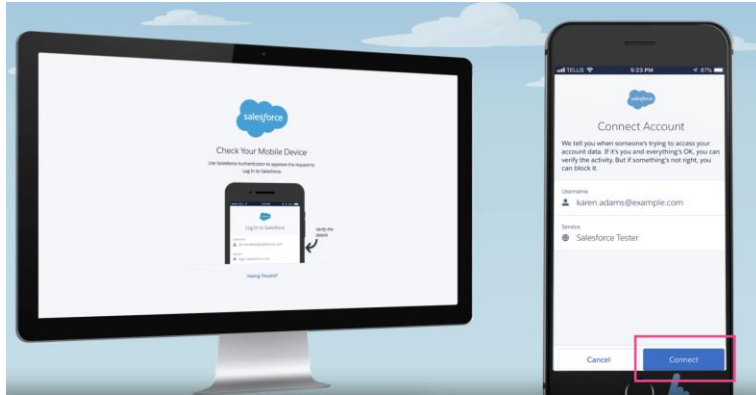 salesforce
Check Your Mobile Device
Use Salesforce Authenticator to approve the request to
Log In to Salesforce.
Log In to Salesforce
Verify the
details
Having Trouble?
TELUS 5:23 PM 87%
salesforce
Connect Account
We tell you when someone's trying to access your
account data. If it's you and everything's OK, you can
verify the activity. But if something's not right, you
can block it.
Username
karen.adams@example.com
Service
Salesforce Tester
Cancel
Connect